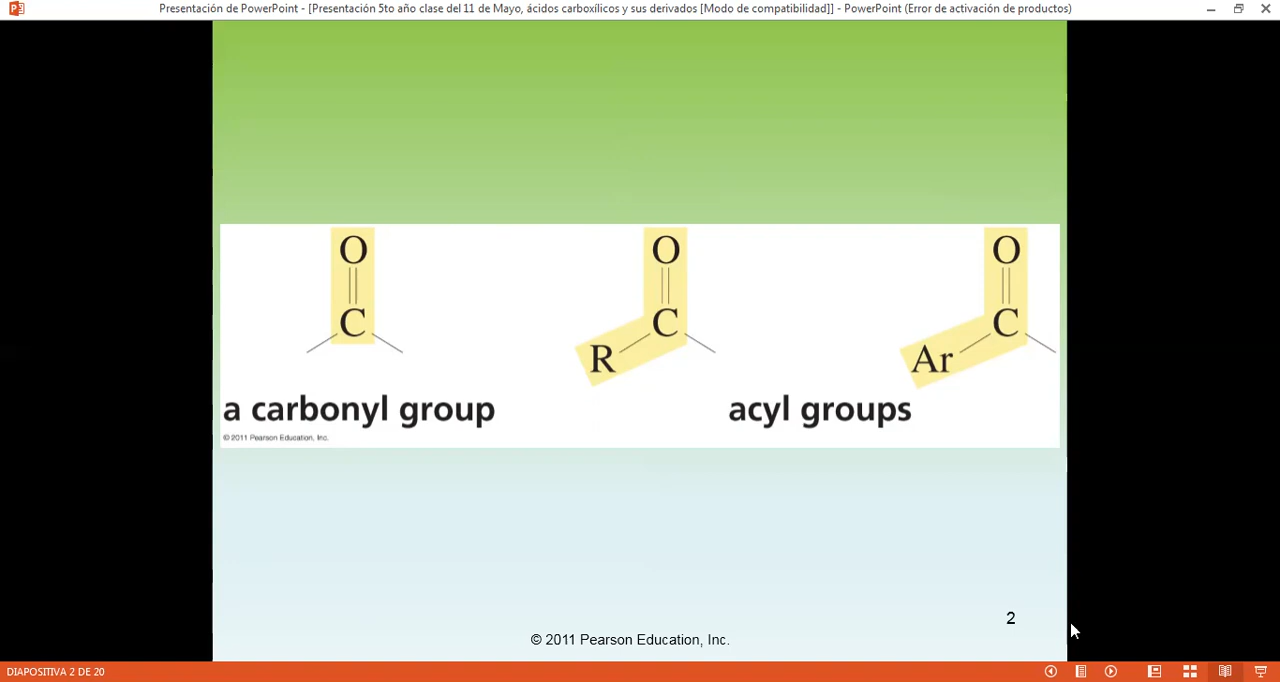 Presentación de PowerPoint - [Presentación 5to año clase del 11 de Mayo, ácidos carboxílicos y sus derivados [Modo de compatibilidad]] - PowerPoint (Error de activación de productos)
O O O
C C C
R Ar
a carbonyl group acyl groups
© 2011 Pearson Education, Inc.
2
© 2011 Pearson Education, Inc.
DIAPOSITIVA 2 DE 20